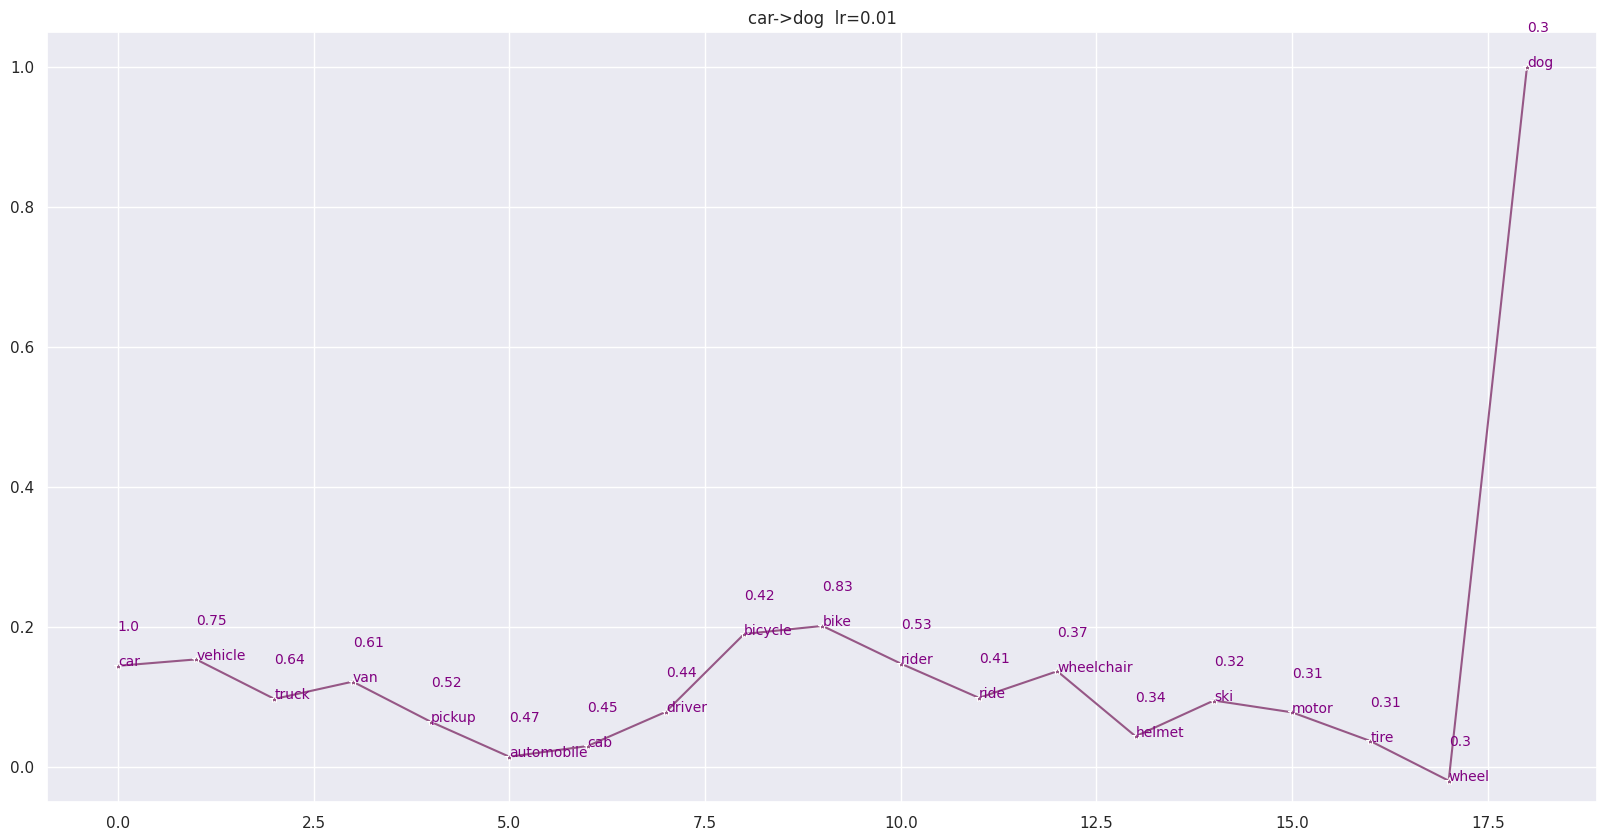 car->dog lr=0.01
1.0
0.8
0.6
0.4
0.2
0.0
1.0
car
0.75
vehicle
0.64
truck
0.61
van
0.52
pickup
0.47
automobile
0.45
cab
0.44
driver
0.42
bicycle
0.83
bike
0.53
rider
0.41
ride
0.37
wheelchair
0.34
helmet
0.32
ski
0.31
motor
0.31
tire
0.3
wheel
0.3
dog
0.0 2.5 5.0 7.5 10.0 12.5 15.0 17.5